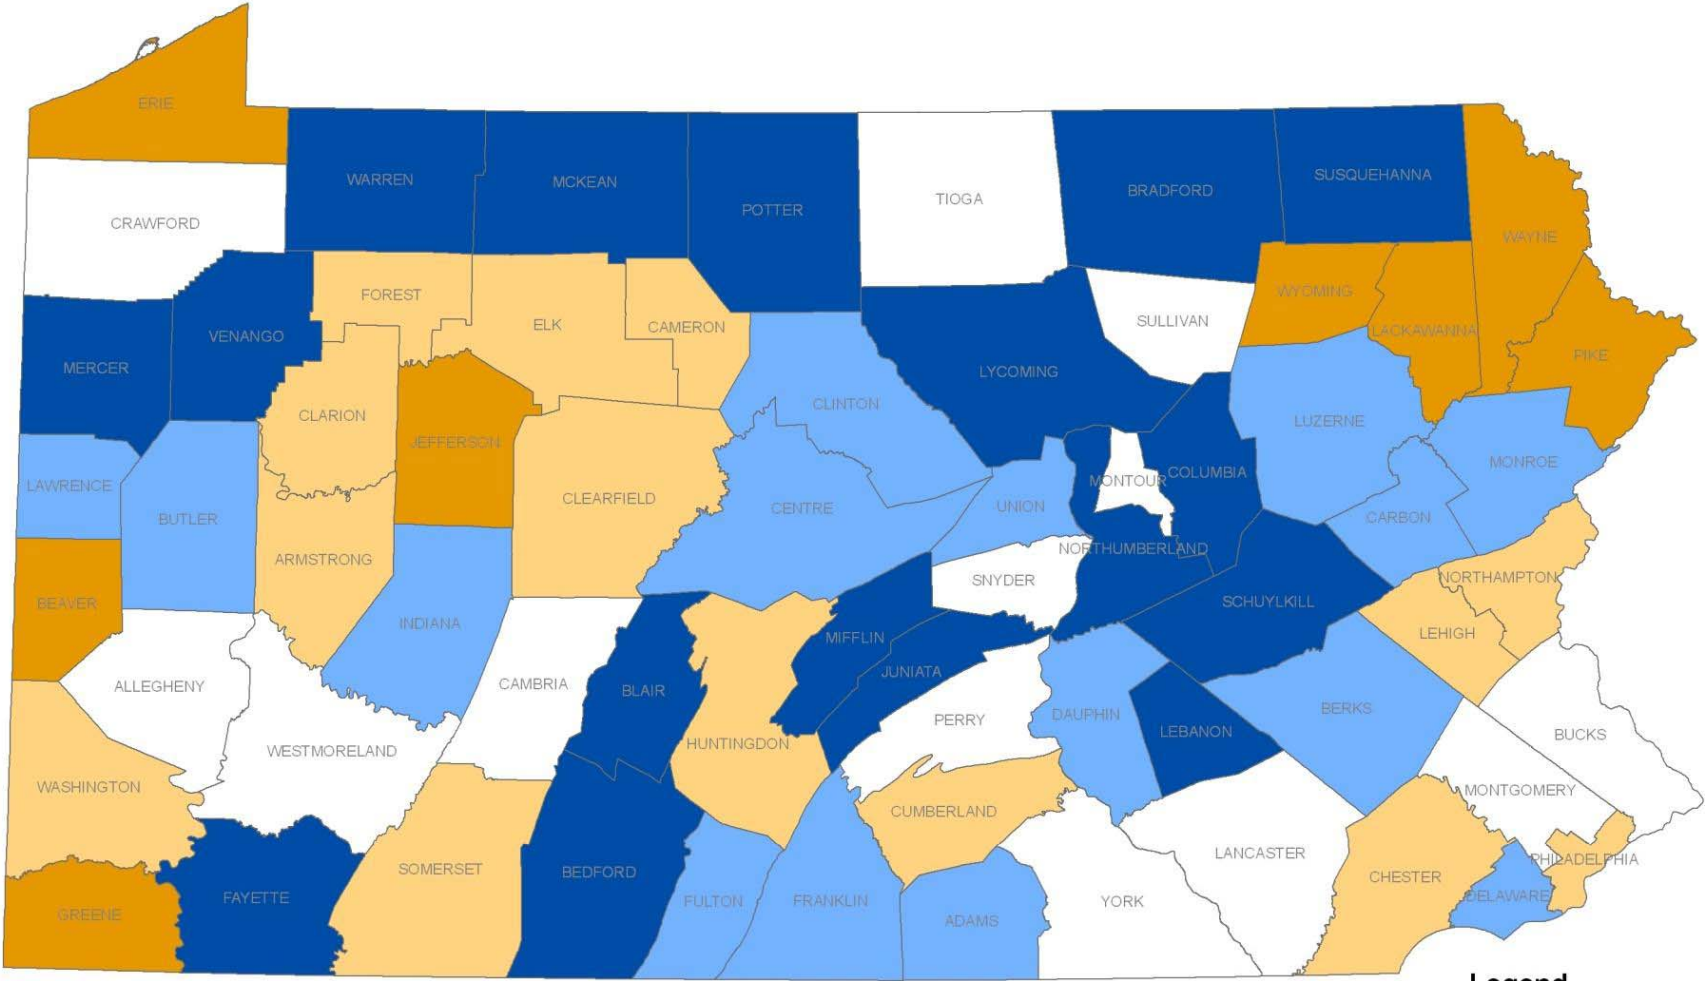 ERIE
WARREN
MCKEAN
POTTER
TIOGA
BRADFORD
SUSQUEHANNA
CRAWFORD
WAYNE
FOREST
ELK
CAMERON
SULLIVAN
WYOMING
LACKAWANNA
PIKE
VENANGO
MERCER
LYCOMING
CLARION
JEFFERSON
CLINTON
LUZERNE
MONROE
LAWRENCE
BUTLER
CLEARFIELD
CENTRE
UNION
MONTOUR
COLUMBIA
CARBON
ARMSTRONG
NORTHUMBERLAND
BEAVER
INDIANA
SNYDER
SCHUYLKILL
NORTHAMPTON
LEHIGH
MIFFLIN
JUNIATA
ALLEGHENY
CAMBRIA
BLAIR
WESTMORELAND
HUNTINGDON
PERRY
DAUPHIN
LEBANON
BERKS
BUCKS
WASHINGTON
CUMBERLAND
MONTGOMERY
SOMERSET
BEDFORD
LANCASTER
CHESTER
PHILADELPHIA
GREENE
FAYETTE
FULTON
FRANKLIN
ADAMS
YORK
DELAWARE
Legend